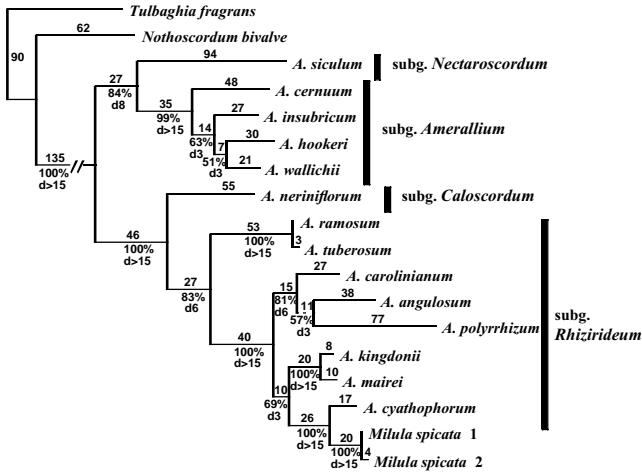 Tulbaghia fragrans
62
Nothoscordum bivalve
90
94
A. siculum
subg. Nectaroscordum
27
84%
d8
48
A. cernuum
35
99%
d>15
27
A. insubricum
14
63%
d3
subg. Amerallium
30
A. hookeri
7
51%
d3
21
A. wallichii
135
100%
d>15
55
A. neriniflorum
subg. Caloscordum
46
100%
d>15
53
100%
d>15
A. ramosum
3
A. tuberosum
27
83%
d6
27
A. carolinianum
15
81%
d6
38
A. angulosum
11
57%
d3
77
A. polyrrhizum
subg.
Rhizirideum
40
100%
d>15
8
A. kingdonii
20
100%
d>15
10
A. mairei
10
69%
d3
17
A. cyathophorum
26
100%
d>15
Milula spicata 1
20
100%
d>15
4
Milula spicata 2